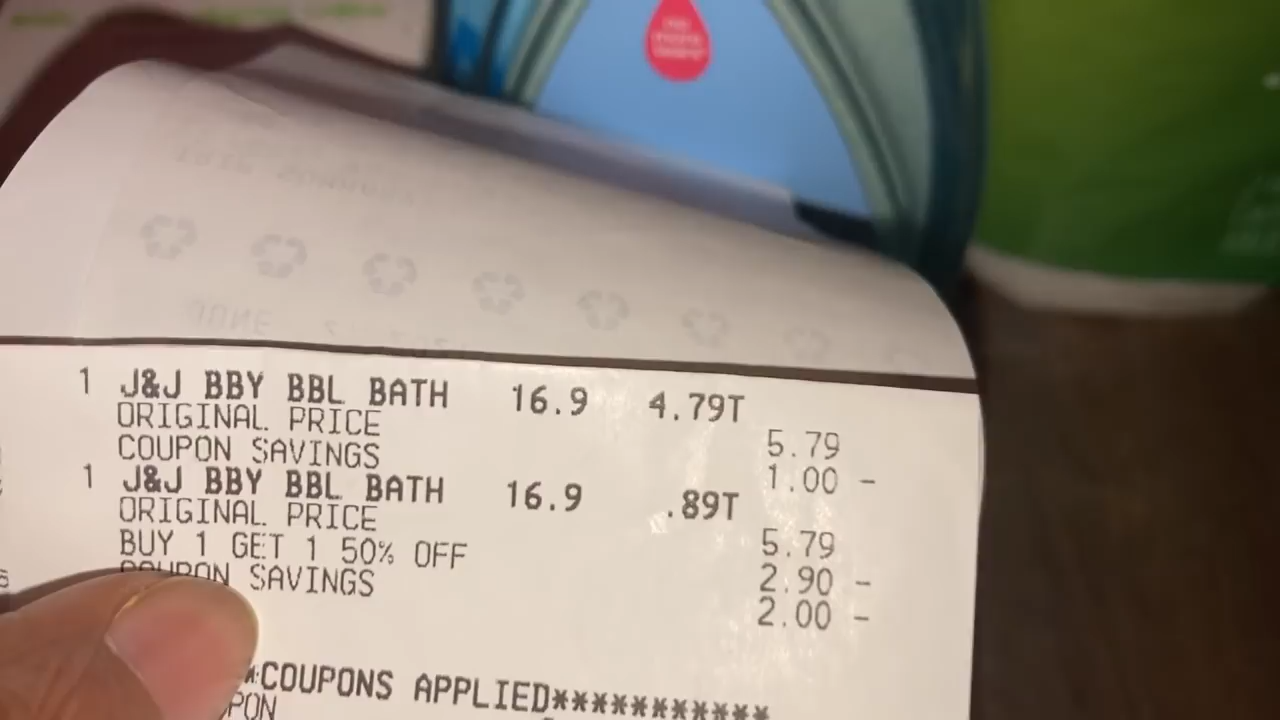 1 J&J BBY BBL BATH 16.9 4.79T
ORIGINAL PRICE 5.79
COUPON SAVINGS 1.00 -
1 J&J BBY BBL BATH 16.9 .89T
ORIGINAL PRICE 5.79
BUY 1 GET 1 50% OFF 2.90 -
COUPON SAVINGS 2.00 -
*COUPONS APPLIED***********
PON